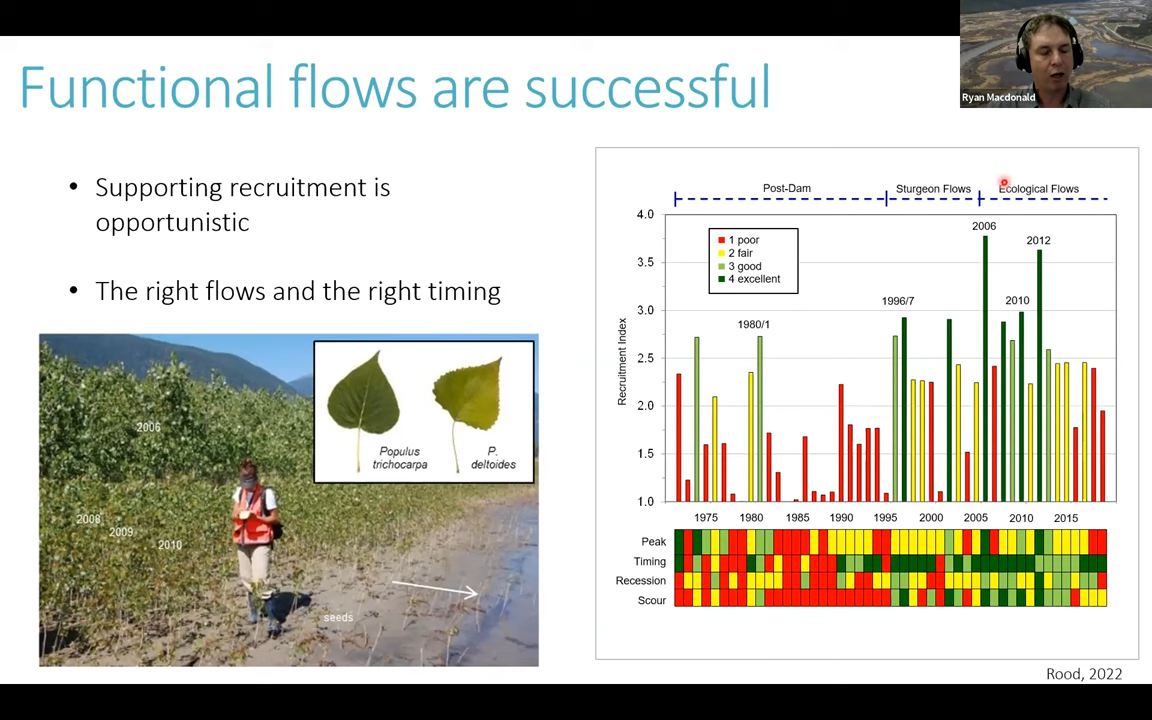 Functional flows are successful
Ryan Macdonald
• Supporting recruitment is
opportunistic
• The right flows and the right timing
2006
2008
2009
2010
seeds
Populus
trichocarpa
P.
deltoides
Post-Dam
Sturgeon Flows
Ecological Flows
4.0
3.5
3.0
2.5
2.0
1.5
1.0
Recruitment Index
1 poor
2 fair
3 good
4 excellent
1980/1
1996/7
2006
2010
2012
1975
1980
1985
1990
1995
2000
2005
2010
2015
Peak
Timing
Recession
Scour
Rood, 2022